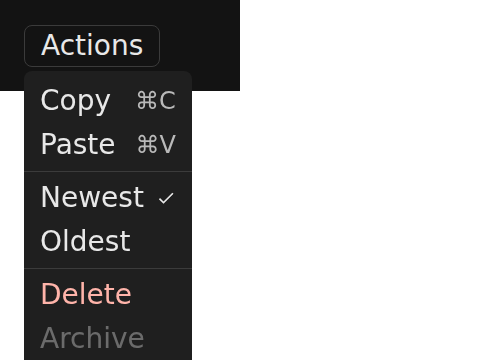 Actions
Copy ⌘C
Paste ⌘V
Newest ✓
Oldest
Delete
Archive